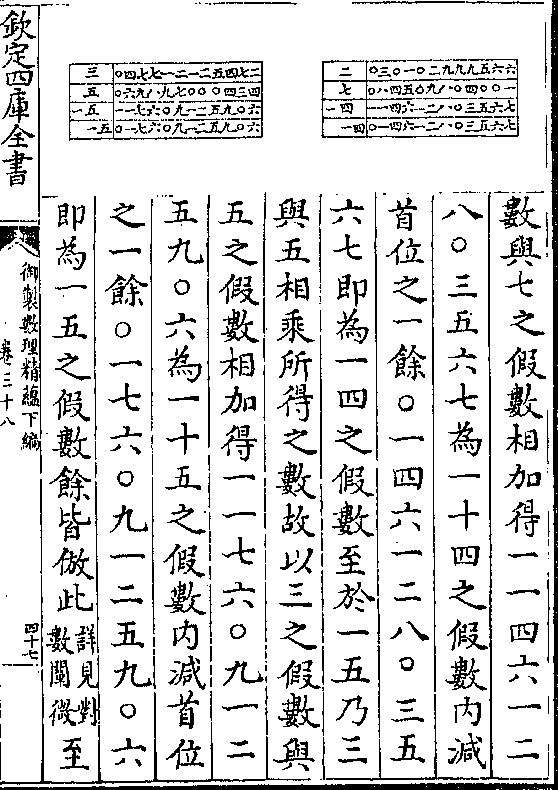 二 〇三〇一〇二九九九五六六
七 〇八四五〇九八〇四〇〇一
一四 一一四六一二八〇三五六七
一四 〇一四六一二八〇三五六七
三 〇四七七一二一二五四七二
五 〇六九八九七〇〇〇四三四
一五 一一七六〇九一二五九〇六
一五 〇一七六〇九一二五九〇六
數與七之假數相加得一一四六一二
八〇三五六七為一十四之假數内減
首位之一餘〇一四六一二八〇三五
六七即為一四之假數至於一五乃三
與五相乘所得之數故以三之假數與
五之假數相加得一一七六〇九一二
五九〇六為一十五之假數内減首位
之一餘〇一七六〇九一二五九〇六
即為一五之假數餘皆倣此詳見對數闡微至
欽定四庫全書
御製數理精藴下編
卷三十八
四十七